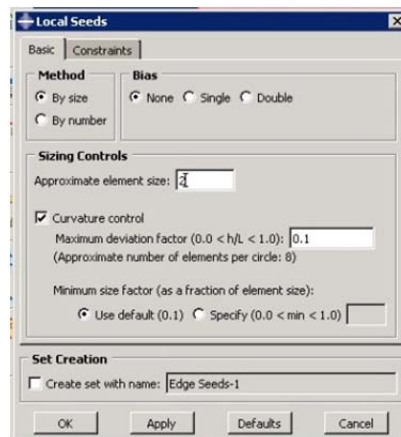 Local Seeds
Basic Constraints
Method Bias
By size None Single Double
By number
Sizing Controls
Approximate element size: 2
Curvature control
Maximum deviation factor (0.0 < h/L < 1.0): 0.1
(Approximate number of elements per circle: 8)
Minimum size factor (as a fraction of element size):
Use default (0.1) Specify (0.0 < min < 1.0)
Set Creation
Create set with name: Edge Seeds-1
OK Apply Defaults Cancel